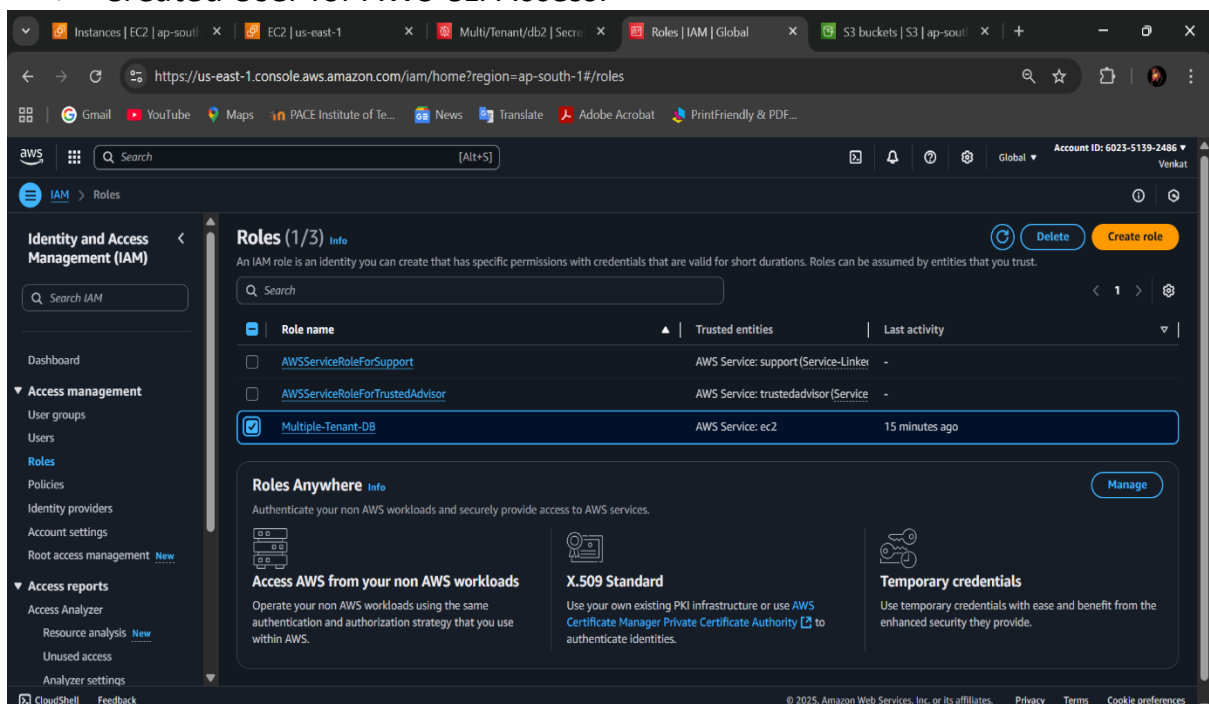 Created User for AWS CLI Access.
Instances | EC2 | ap-south
EC2 | us-east-1
Multi/Tenant/db2 | Secre
Roles | IAM | Global
S3 buckets | S3 | ap-sout
https://us-east-1.console.aws.amazon.com/iam/home?region=ap-south-1#/roles
Gmail YouTube Maps PACE Institute of Te... News Translate Adobe Acrobat PrintFriendly & PDF...
aws Search [Alt+S] Global Account ID: 6023-5139-2486
Venkat
IAM > Roles
Identity and Access
Management (IAM)
Search IAM
Dashboard
Access management
User groups
Users
Roles
Policies
Identity providers
Account settings
Root access management New
Access reports
Access Analyzer
Resource analysis New
Unused access
Analyzer settings
Roles (1/3) Info
Delete
Create role
An IAM role is an identity you can create that has specific permissions with credentials that are valid for short durations. Roles can be assumed by entities that you trust.
Search
1
Role name Trusted entities Last activity
AWSServiceRoleForSupport AWS Service: support (Service-Linke -
AWSServiceRoleForTrustedAdvisor AWS Service: trustedadvisor (Service -
Multiple-Tenant-DB AWS Service: ec2 15 minutes ago
Roles Anywhere Info
Manage
Authenticate your non AWS workloads and securely provide access to AWS services.
Access AWS from your non AWS workloads
Operate your non AWS workloads using the same
authentication and authorization strategy that you use
within AWS.
X.509 Standard
Use your own existing PKI infrastructure or use AWS
Certificate Manager Private Certificate Authority to
authenticate identities.
Temporary credentials
Use temporary credentials with ease and benefit from the
enhanced security they provide.
CloudShell Feedback © 2025, Amazon Web Services, Inc. or its affiliates. Privacy Terms Cookie preferences